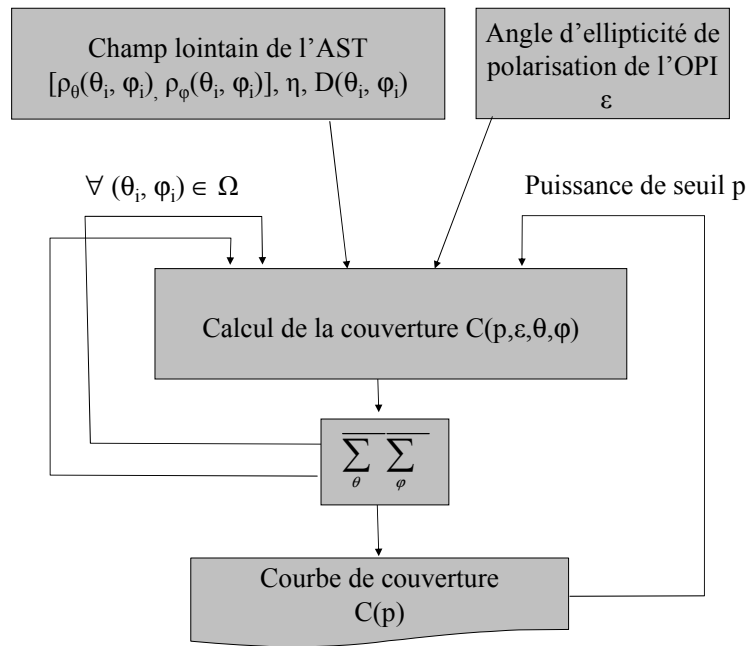 Champ lointain de l'AST
[ρθ(θi, φi), ρφ(θi, φi)], η, D(θi, φi)
Angle d'ellipticité de
polarisation de l'OPI
ε
∀ (θi, φi) ∈ Ω
Puissance de seuil p
Calcul de la couverture C(p,ε,θ,φ)
∑ ∑
θ φ
Courbe de couverture
C(p)